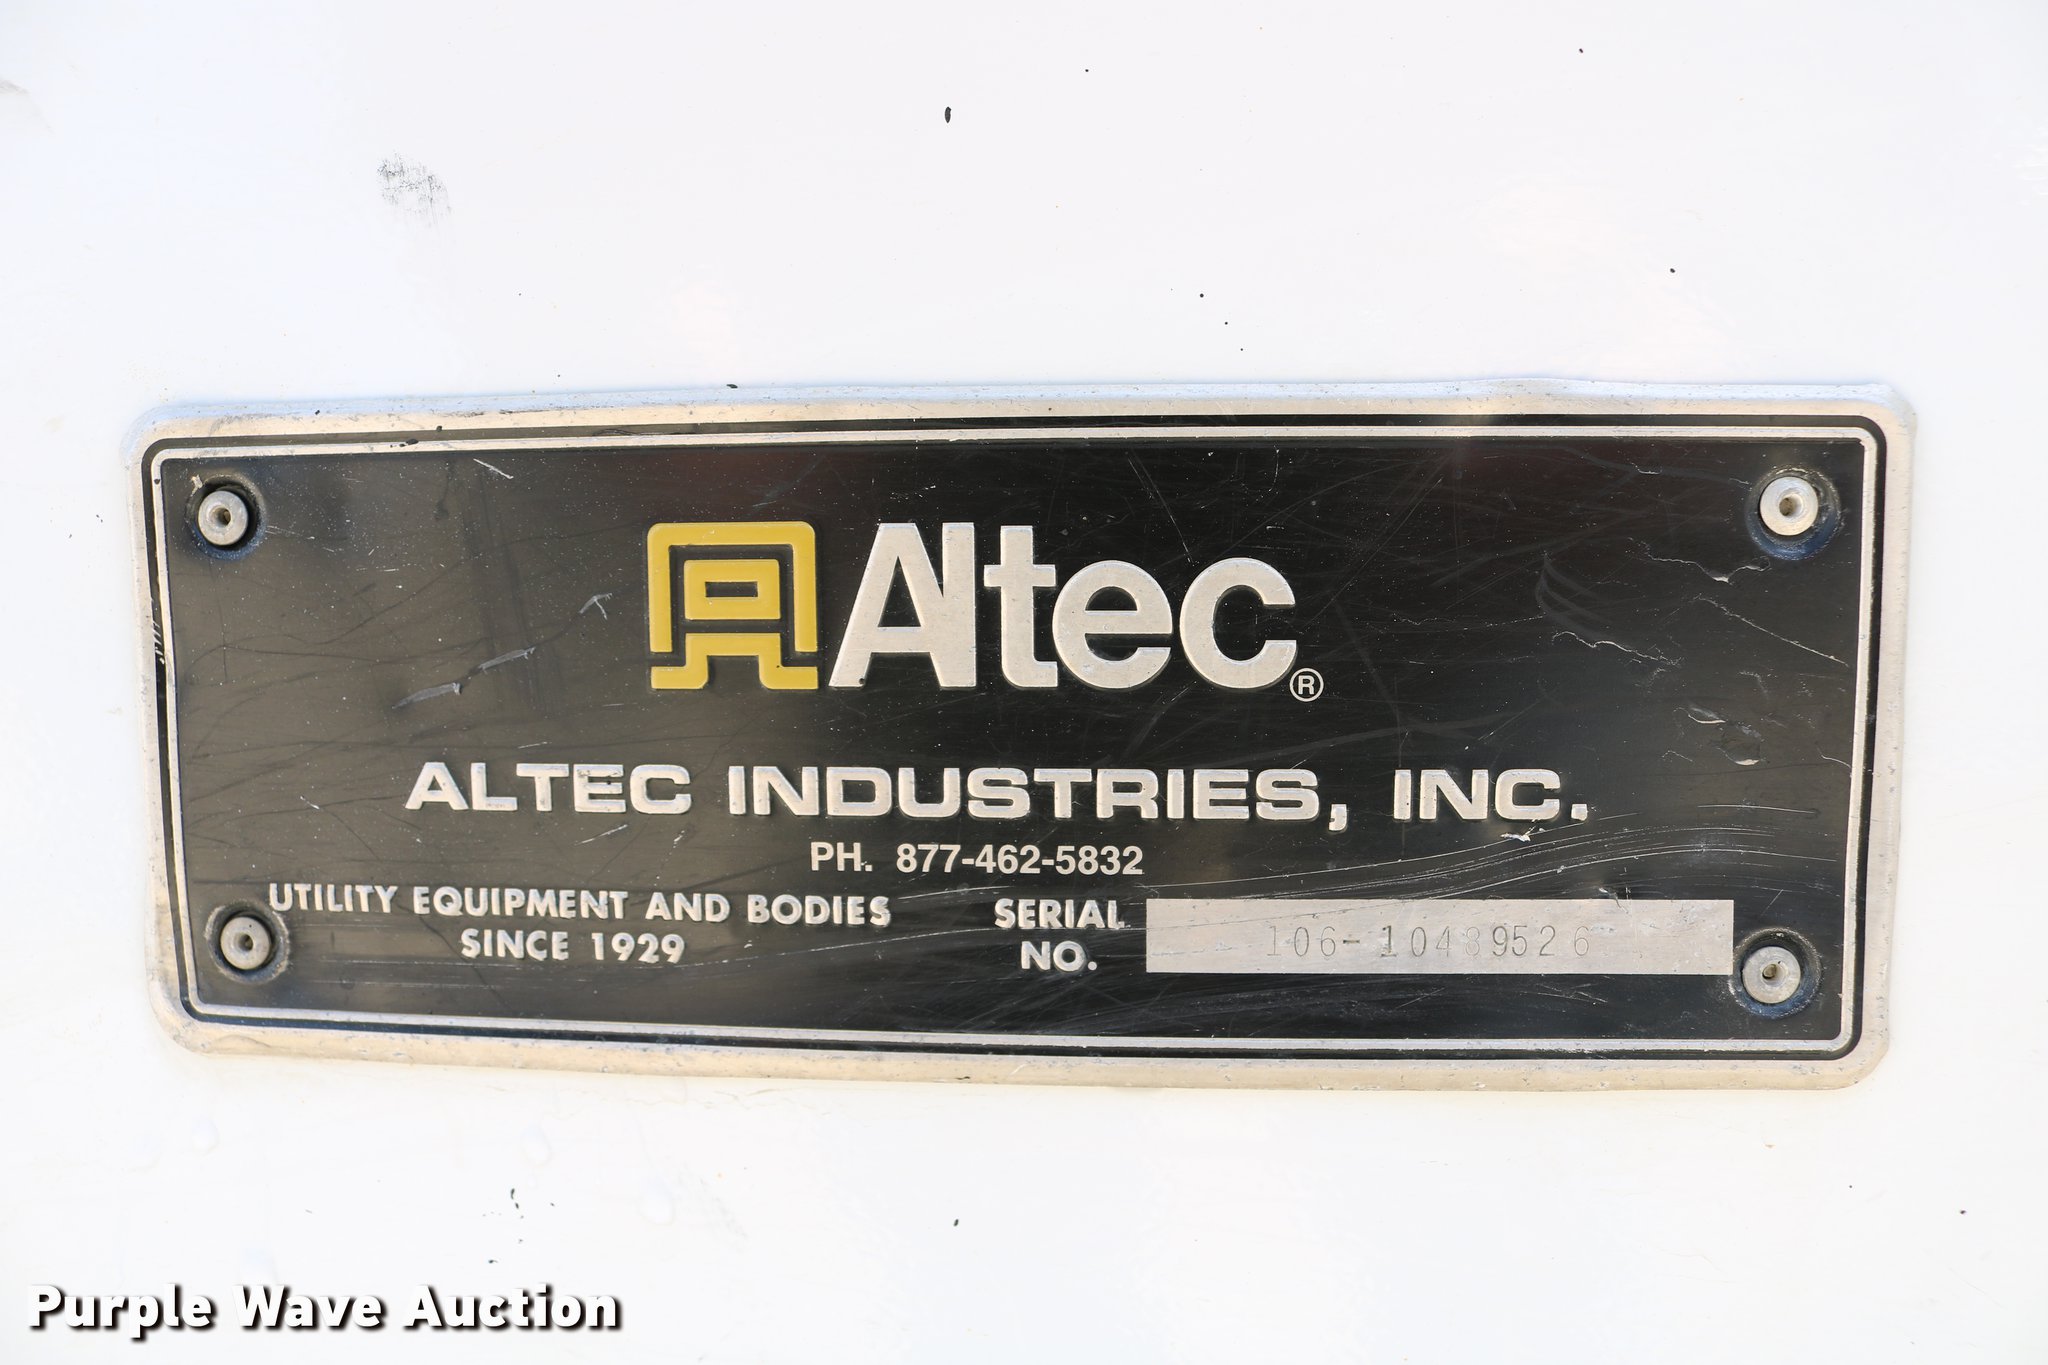 Altec®
ALTEC INDUSTRIES, INC.
PH. 877-462-5832
UTILITY EQUIPMENT AND BODIES
SINCE 1929
SERIAL
NO.
106-10489526
Purple Wave Auction